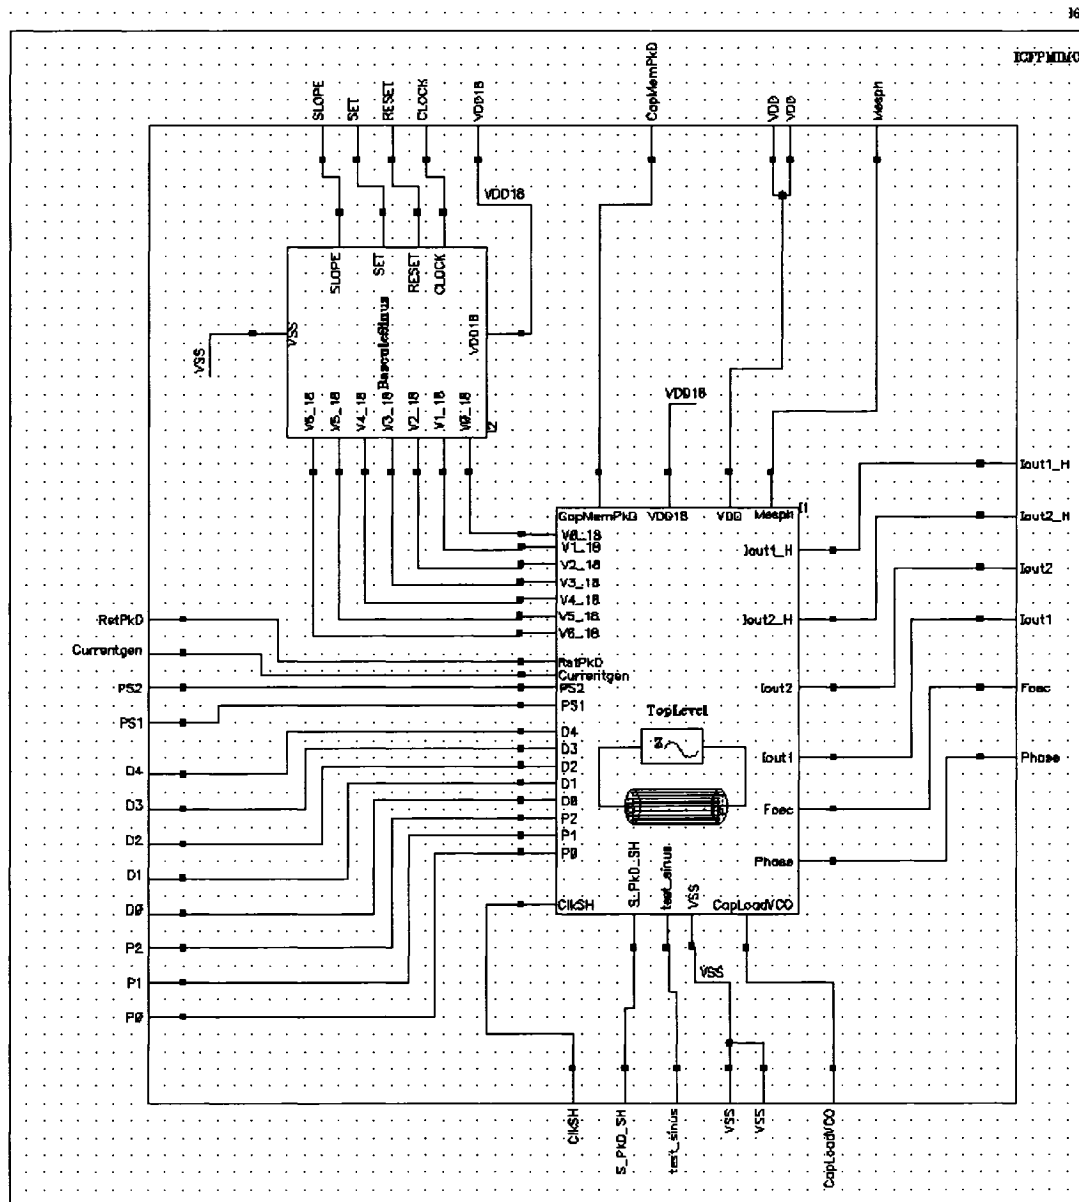 ICFPMIMC
SLOPE
SET
RESET
CLOCK
VDD18
CapMemPkD
VDD
VDD
Mesph
VDD18
SLOPE
SET
RESET
CLOCK
VSS
VSS
BasculeSinus
VDD18
V6_18
V5_18
V4_18
V3_18
V2_18
V1_18
V0_18
I2
VDD18
CapMemPkD
VDD18
VDD
Mesph
I1
V0_18
V1_18
V2_18
V3_18
V4_18
V5_18
V6_18
RstPkD
Currentgen
PS2
PS1
D4
D3
D2
D1
D0
P2
P1
P0
ClkSH
TopLevel
Z
Iout1_H
Iout2_H
Iout2
Iout1
Fosc
Phase
S_PkD_SH
test_sinus
VSS
CapLoadVCO
VSS
RstPkD
Currentgen
PS2
PS1
D4
D3
D2
D1
D0
P2
P1
P0
Iout1_H
Iout2_H
Iout2
Iout1
Fosc
Phase
ClkSH
S_PkD_SH
test_sinus
VSS
VSS
CapLoadVCO